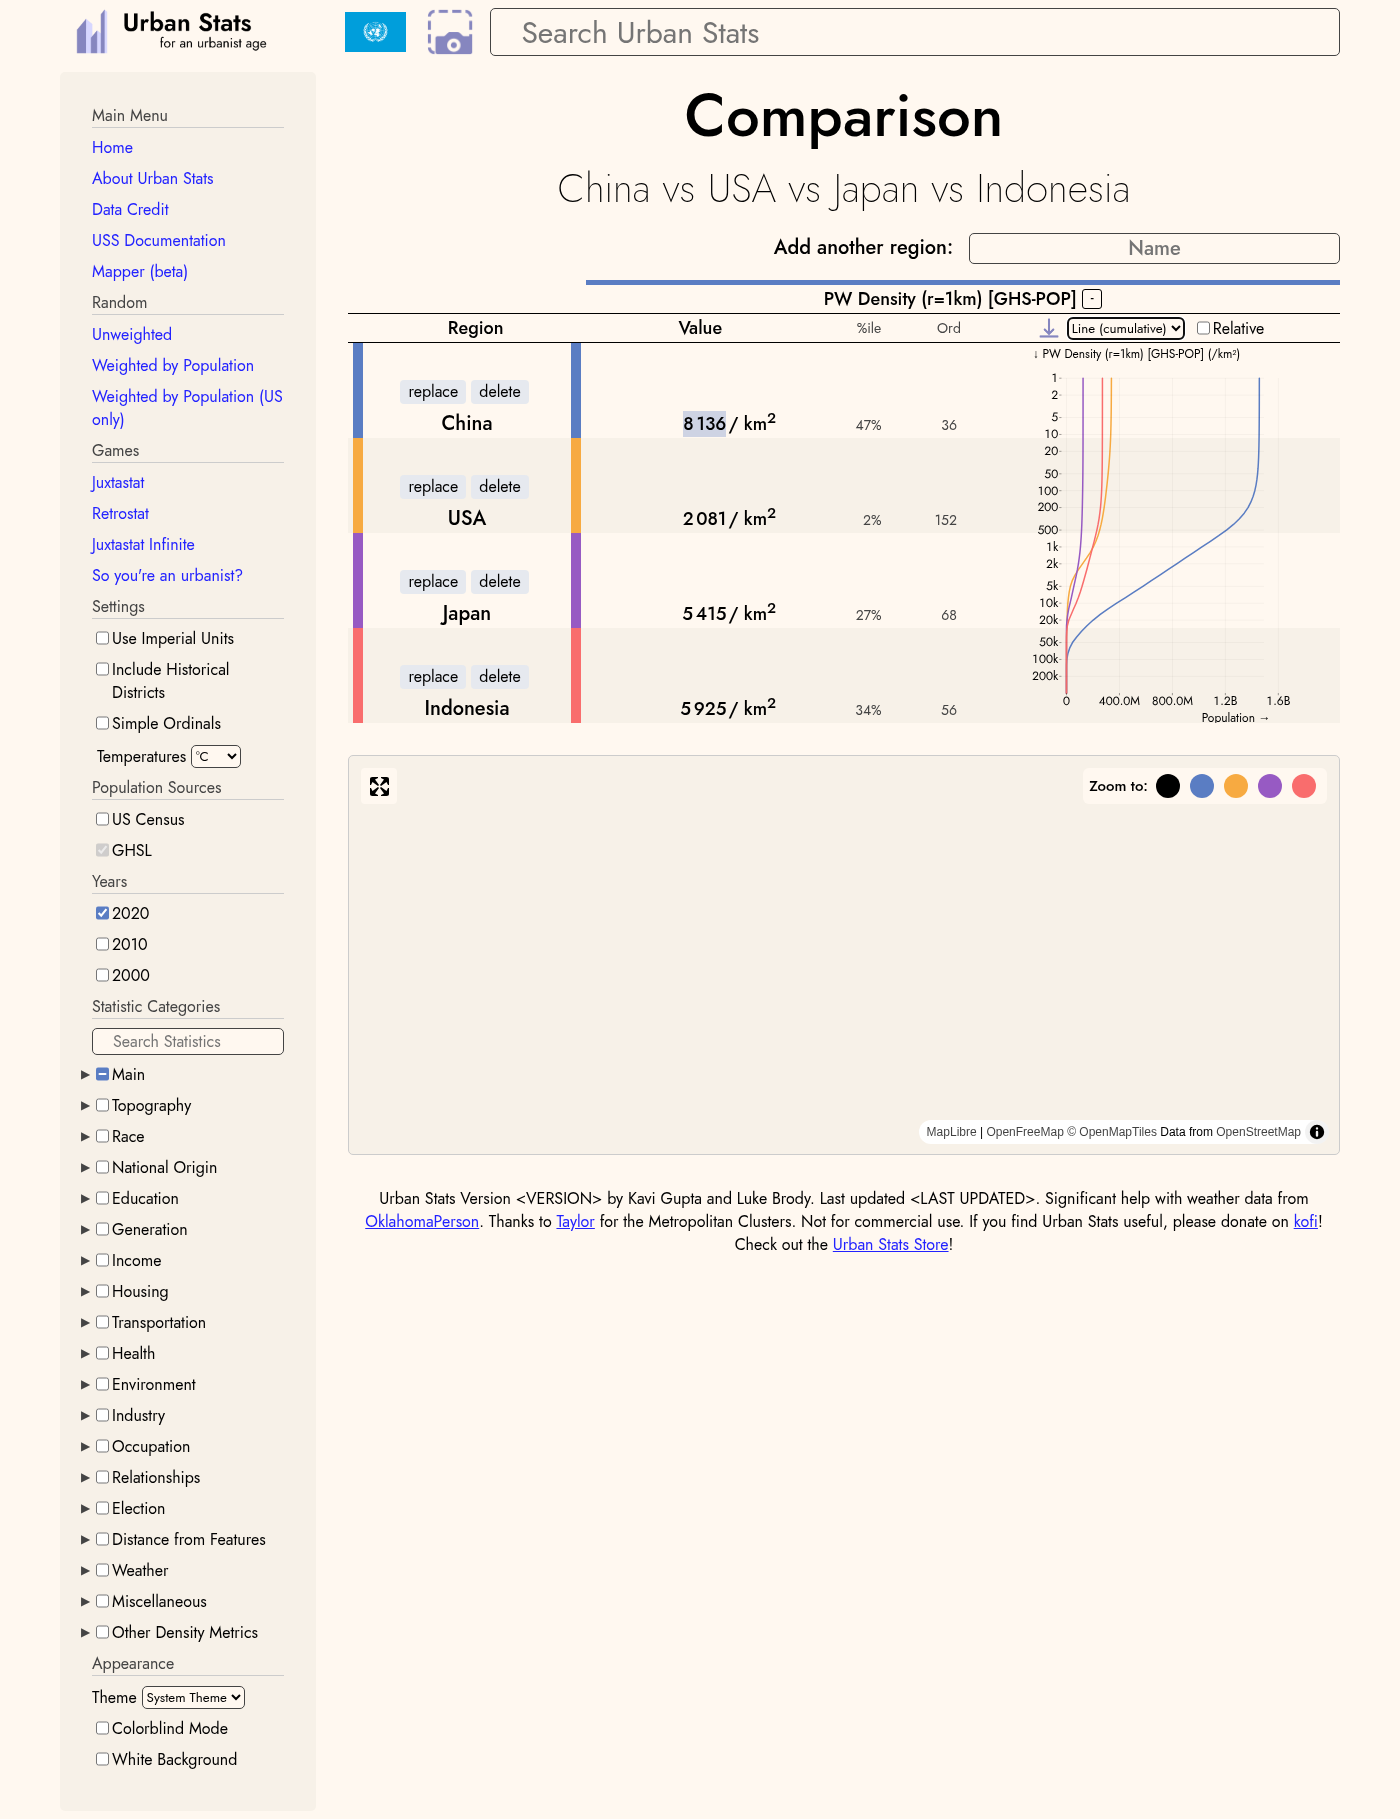 Urban Stats
for an urbanist age
Search Urban Stats
Main Menu
Home
About Urban Stats
Data Credit
USS Documentation
Mapper (beta)
Random
Unweighted
Weighted by Population
Weighted by Population (US
only)
Games
Juxtastat
Retrostat
Juxtastat Infinite
So you're an urbanist?
Settings
Use Imperial Units
Include Historical
Districts
Simple Ordinals
Temperatures °C
Population Sources
US Census
GHSL
Years
2020
2010
2000
Statistic Categories
Search Statistics
▶ Main
▶ Topography
▶ Race
▶ National Origin
▶ Education
▶ Generation
▶ Income
▶ Housing
▶ Transportation
▶ Health
▶ Environment
▶ Industry
▶ Occupation
▶ Relationships
▶ Election
▶ Distance from Features
▶ Weather
▶ Miscellaneous
▶ Other Density Metrics
Appearance
Theme System Theme
Colorblind Mode
White Background
Comparison
China vs USA vs Japan vs Indonesia
Add another region: Name
PW Density (r=1km) [GHS-POP] -
Region Value %ile Ord Line (cumulative) Relative
replace delete
China 8 136 / km² 47% 36
replace delete
USA 2 081 / km² 2% 152
replace delete
Japan 5 415 / km² 27% 68
replace delete
Indonesia 5 925 / km² 34% 56
↓ PW Density (r=1km) [GHS-POP] (/km²)
1
2
5
10
20
50
100
200
500
1k
2k
5k
10k
20k
50k
100k
200k
0 400.0M 800.0M 1.2B 1.6B
Population →
Zoom to:
MapLibre | OpenFreeMap © OpenMapTiles Data from OpenStreetMap
Urban Stats Version <VERSION> by Kavi Gupta and Luke Brody. Last updated <LAST UPDATED>. Significant help with weather data from
OklahomaPerson. Thanks to Taylor for the Metropolitan Clusters. Not for commercial use. If you find Urban Stats useful, please donate on kofi!
Check out the Urban Stats Store!